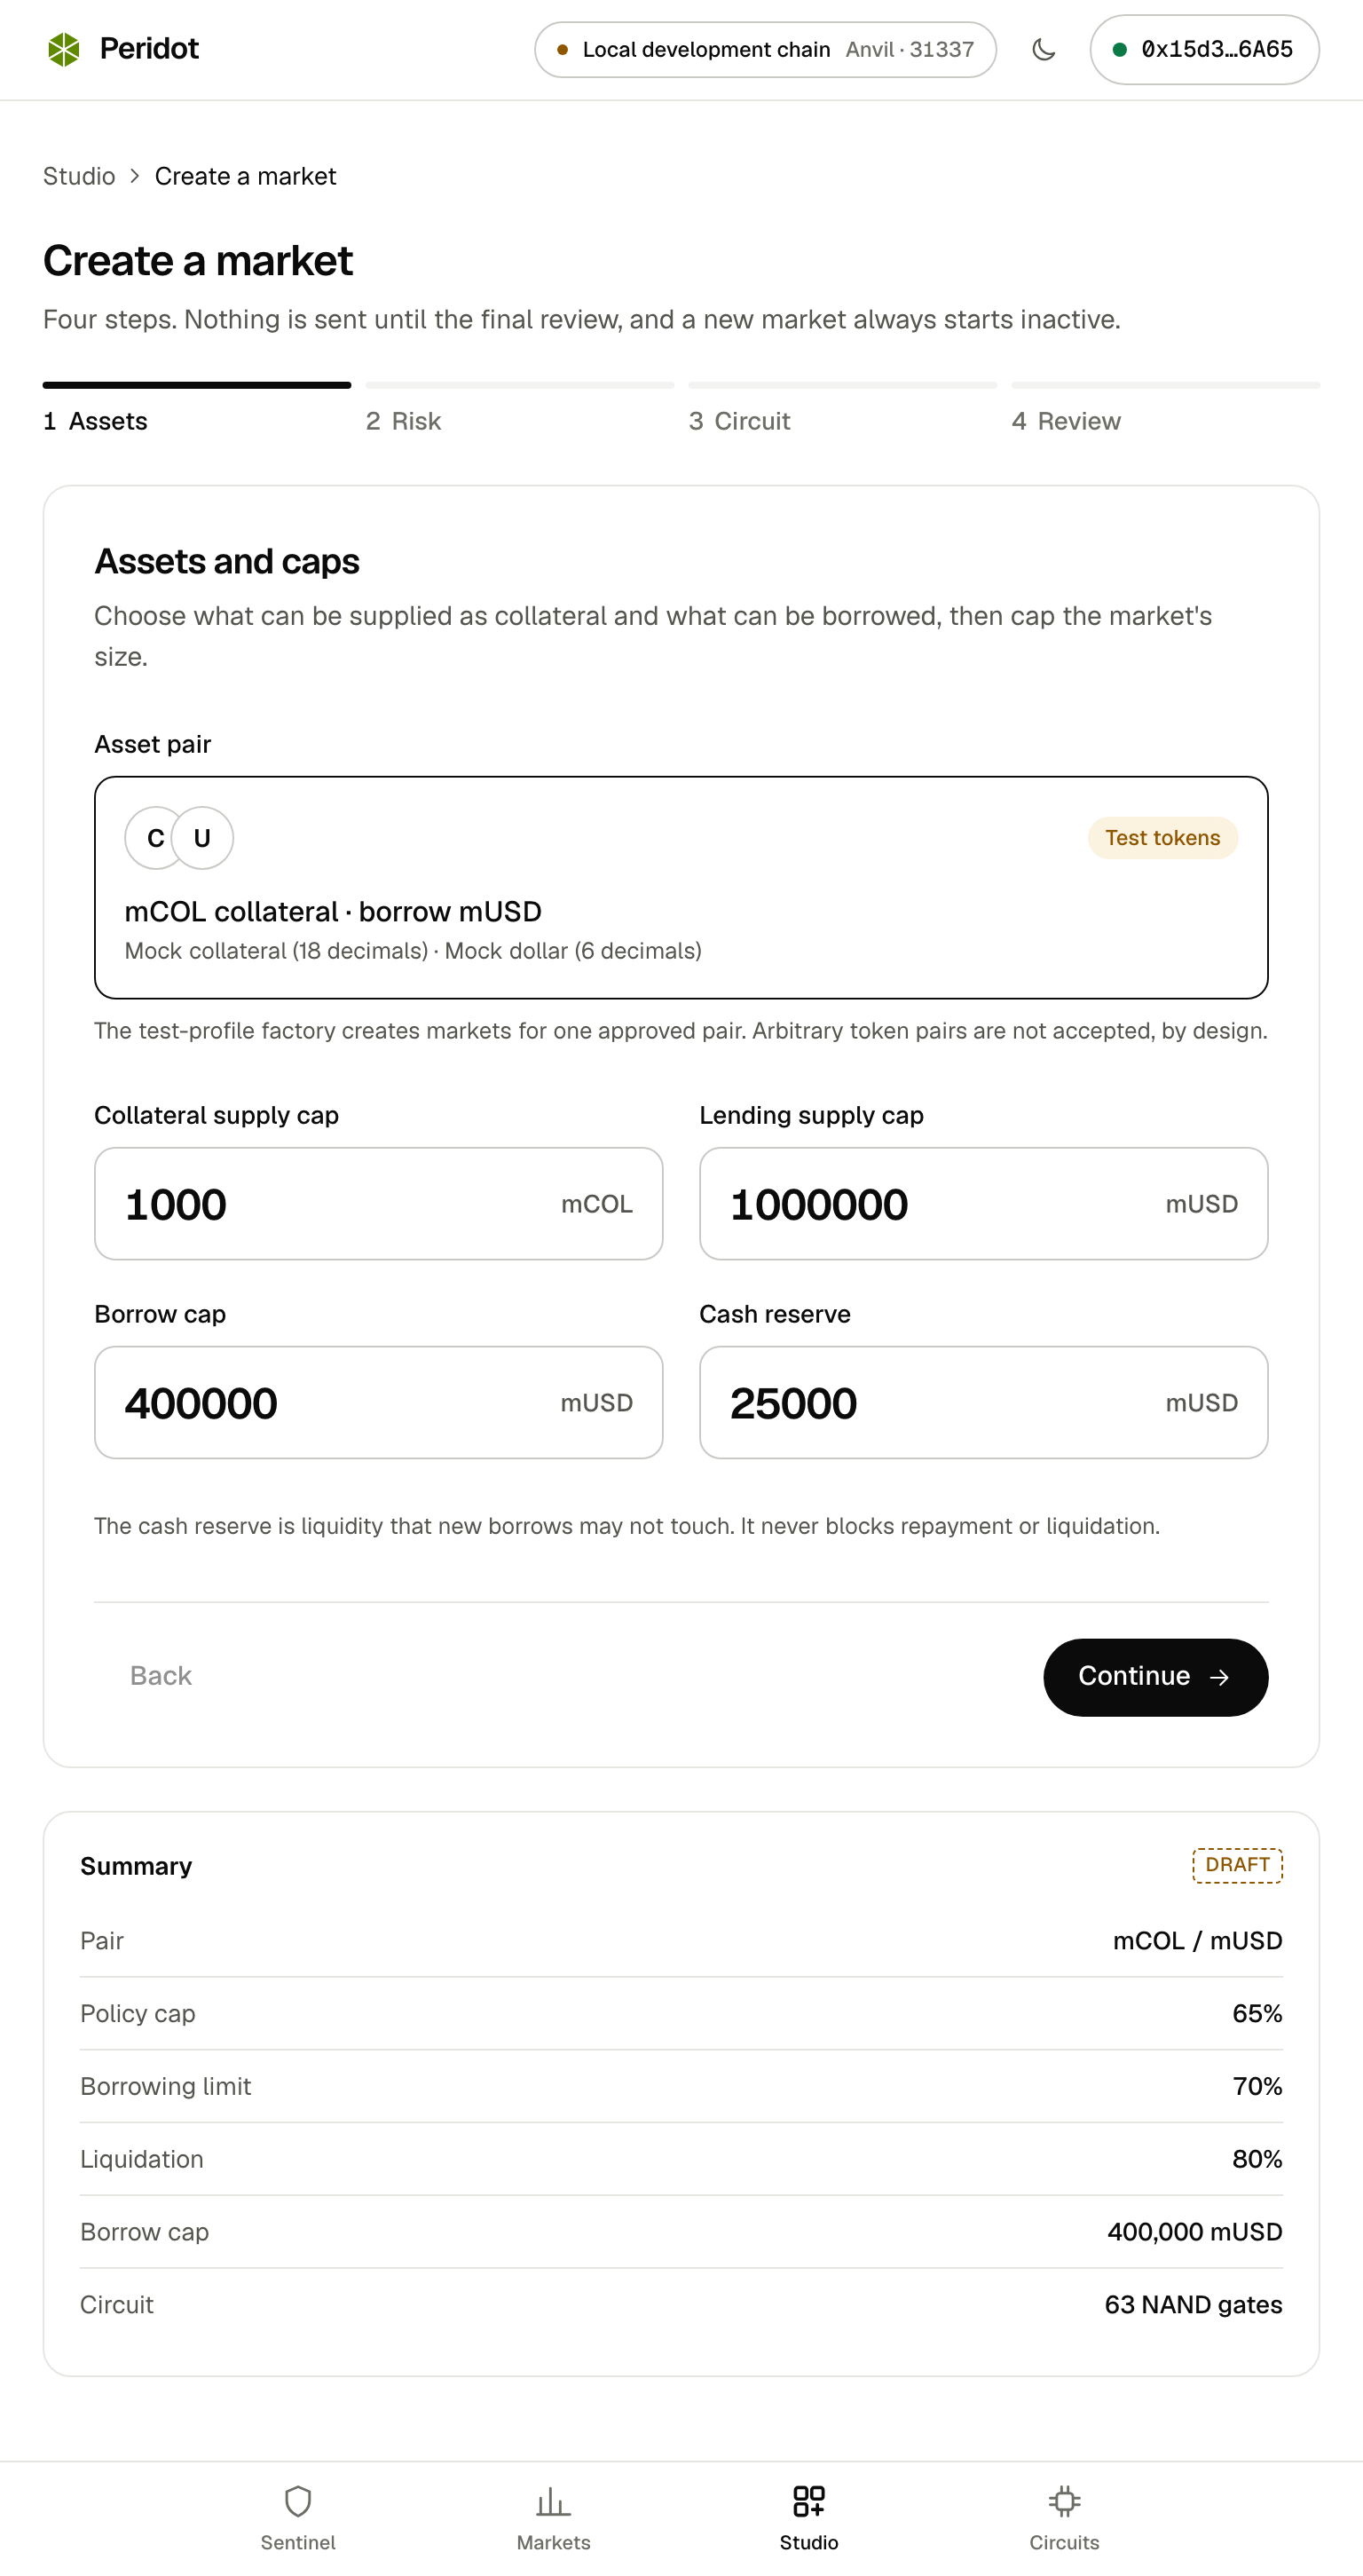 Peridot
Local development chain Anvil · 31337
0x15d3…6A65
Studio > Create a market
Create a market
Four steps. Nothing is sent until the final review, and a new market always starts inactive.
1 Assets
2 Risk
3 Circuit
4 Review
Assets and caps
Choose what can be supplied as collateral and what can be borrowed, then cap the market's
size.
Asset pair
C U
Test tokens
mCOL collateral · borrow mUSD
Mock collateral (18 decimals) · Mock dollar (6 decimals)
The test-profile factory creates markets for one approved pair. Arbitrary token pairs are not accepted, by design.
Collateral supply cap
1000 mCOL
Lending supply cap
1000000 mUSD
Borrow cap
400000 mUSD
Cash reserve
25000 mUSD
The cash reserve is liquidity that new borrows may not touch. It never blocks repayment or liquidation.
Back
Continue →
Summary
DRAFT
Pair mCOL / mUSD
Policy cap 65%
Borrowing limit 70%
Liquidation 80%
Borrow cap 400,000 mUSD
Circuit 63 NAND gates
Sentinel
Markets
Studio
Circuits